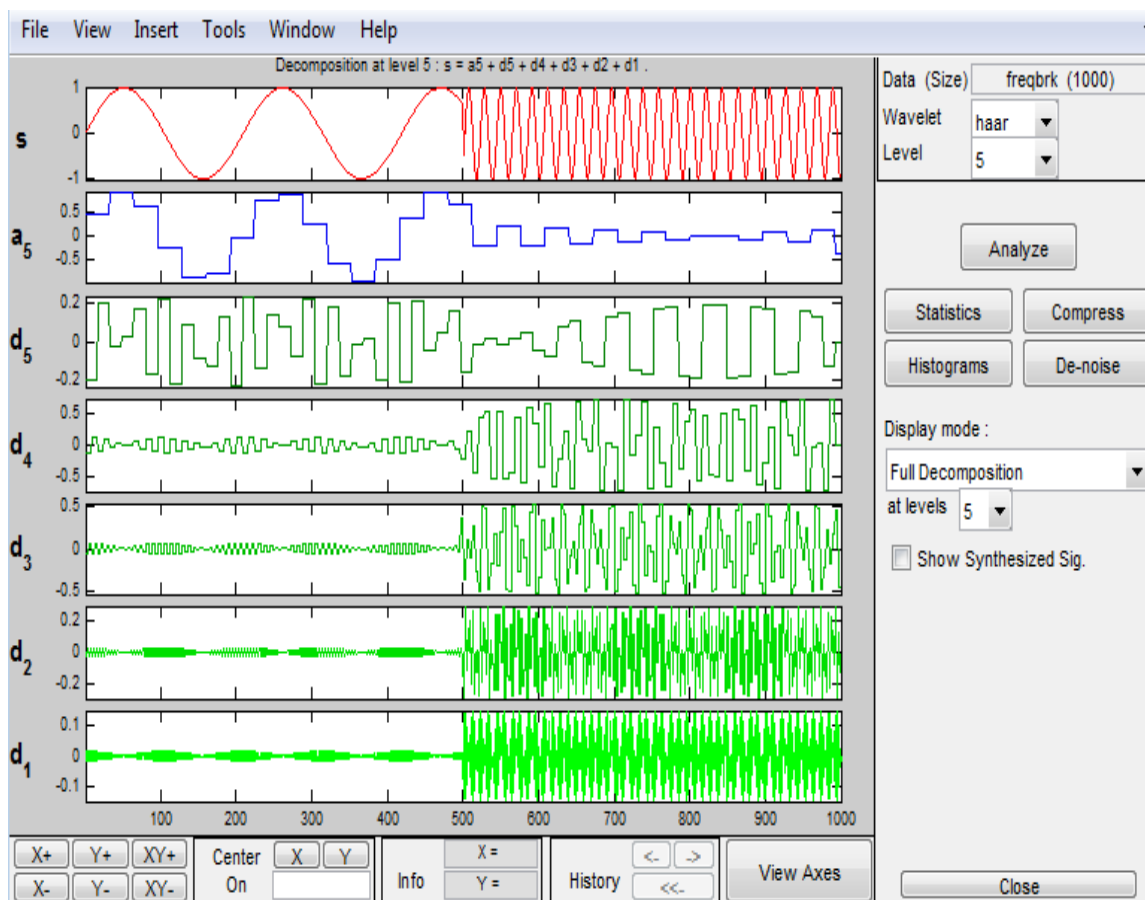 File View Insert Tools Window Help
Decomposition at level 5 : s = a5 + d5 + d4 + d3 + d2 + d1 .
s
1
0
-1
a5
0.5
0
-0.5
d5
0.2
0
-0.2
d4
0.5
0
-0.5
d3
0.5
0
-0.5
d2
0.2
0
-0.2
d1
0.1
0
-0.1
100 200 300 400 500 600 700 800 900 1000
Data (Size) freqbrk (1000)
Wavelet haar
Level 5
Analyze
Statistics Compress
Histograms De-noise
Display mode :
Full Decomposition
at levels 5
Show Synthesized Sig.
X+ Y+ XY+
X- Y- XY-
Center On X Y
Info X =
Y =
History <- ->
<<-
View Axes
Close